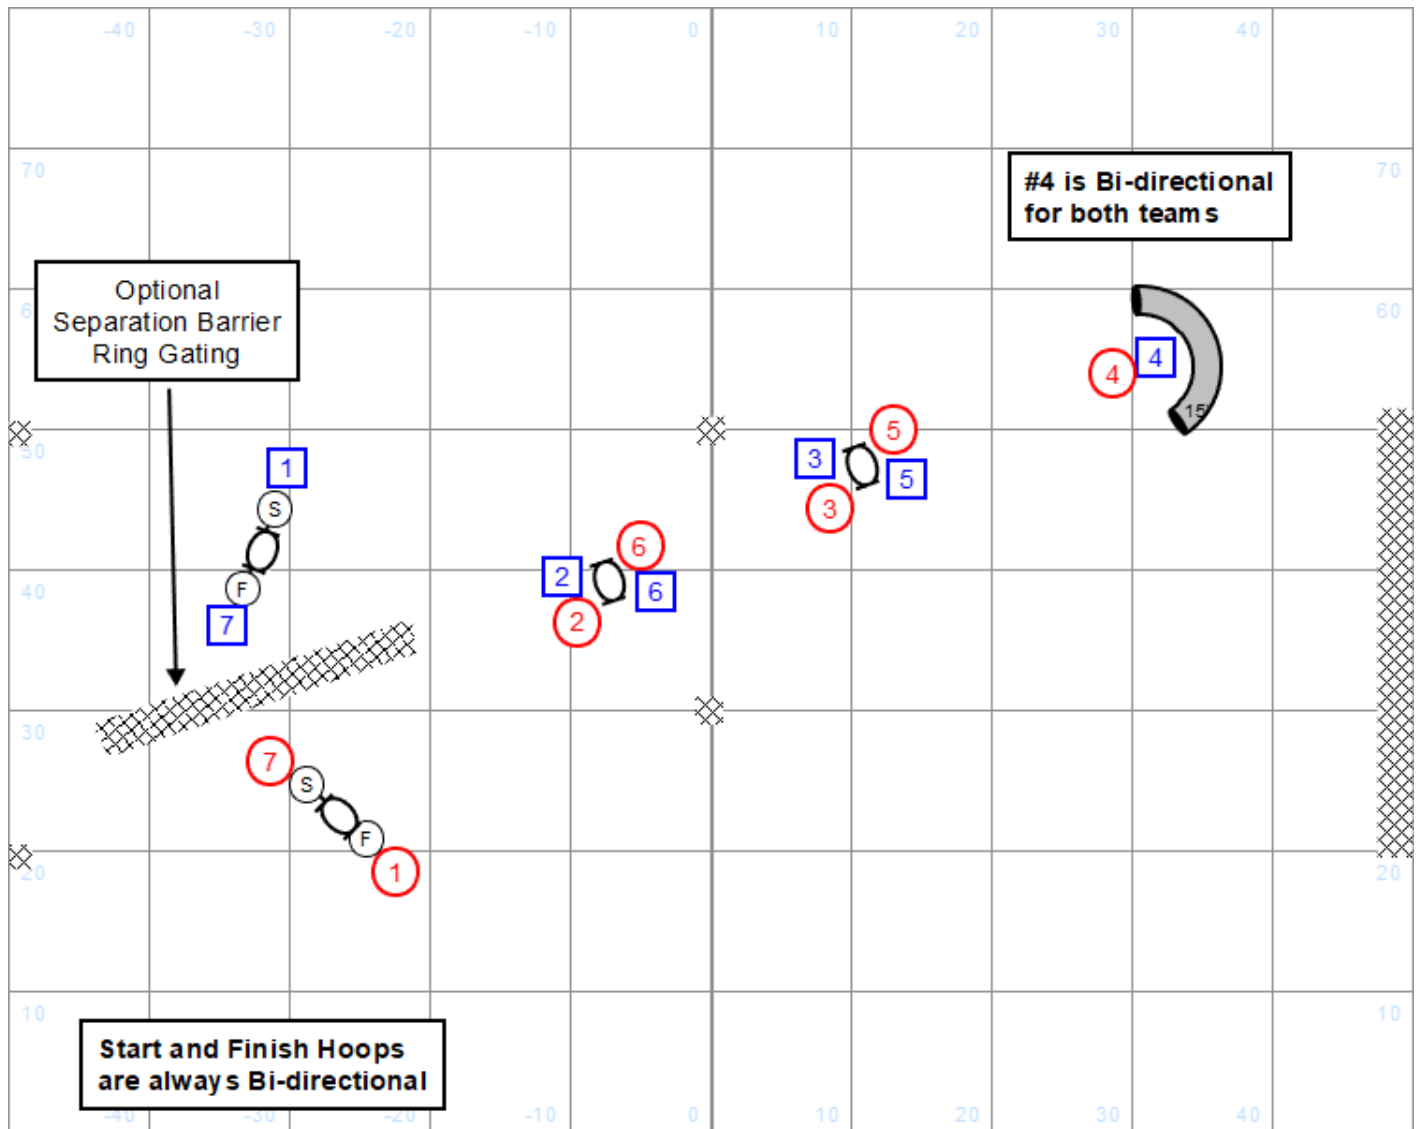 -40 -30 -20 -10 0 10 20 30 40
70 70
#4 is Bi-directional
for both teams
Optional
Separation Barrier
Ring Gating
6 60
4 4
15'
50
1
5
3 5
3
S
6
2 6
2
40 40
F
7
30 30
7
S
F
1
20 20
10 10
Start and Finish Hoops
are always Bi-directional
-40 -30 -20 -10 0 10 20 30 40